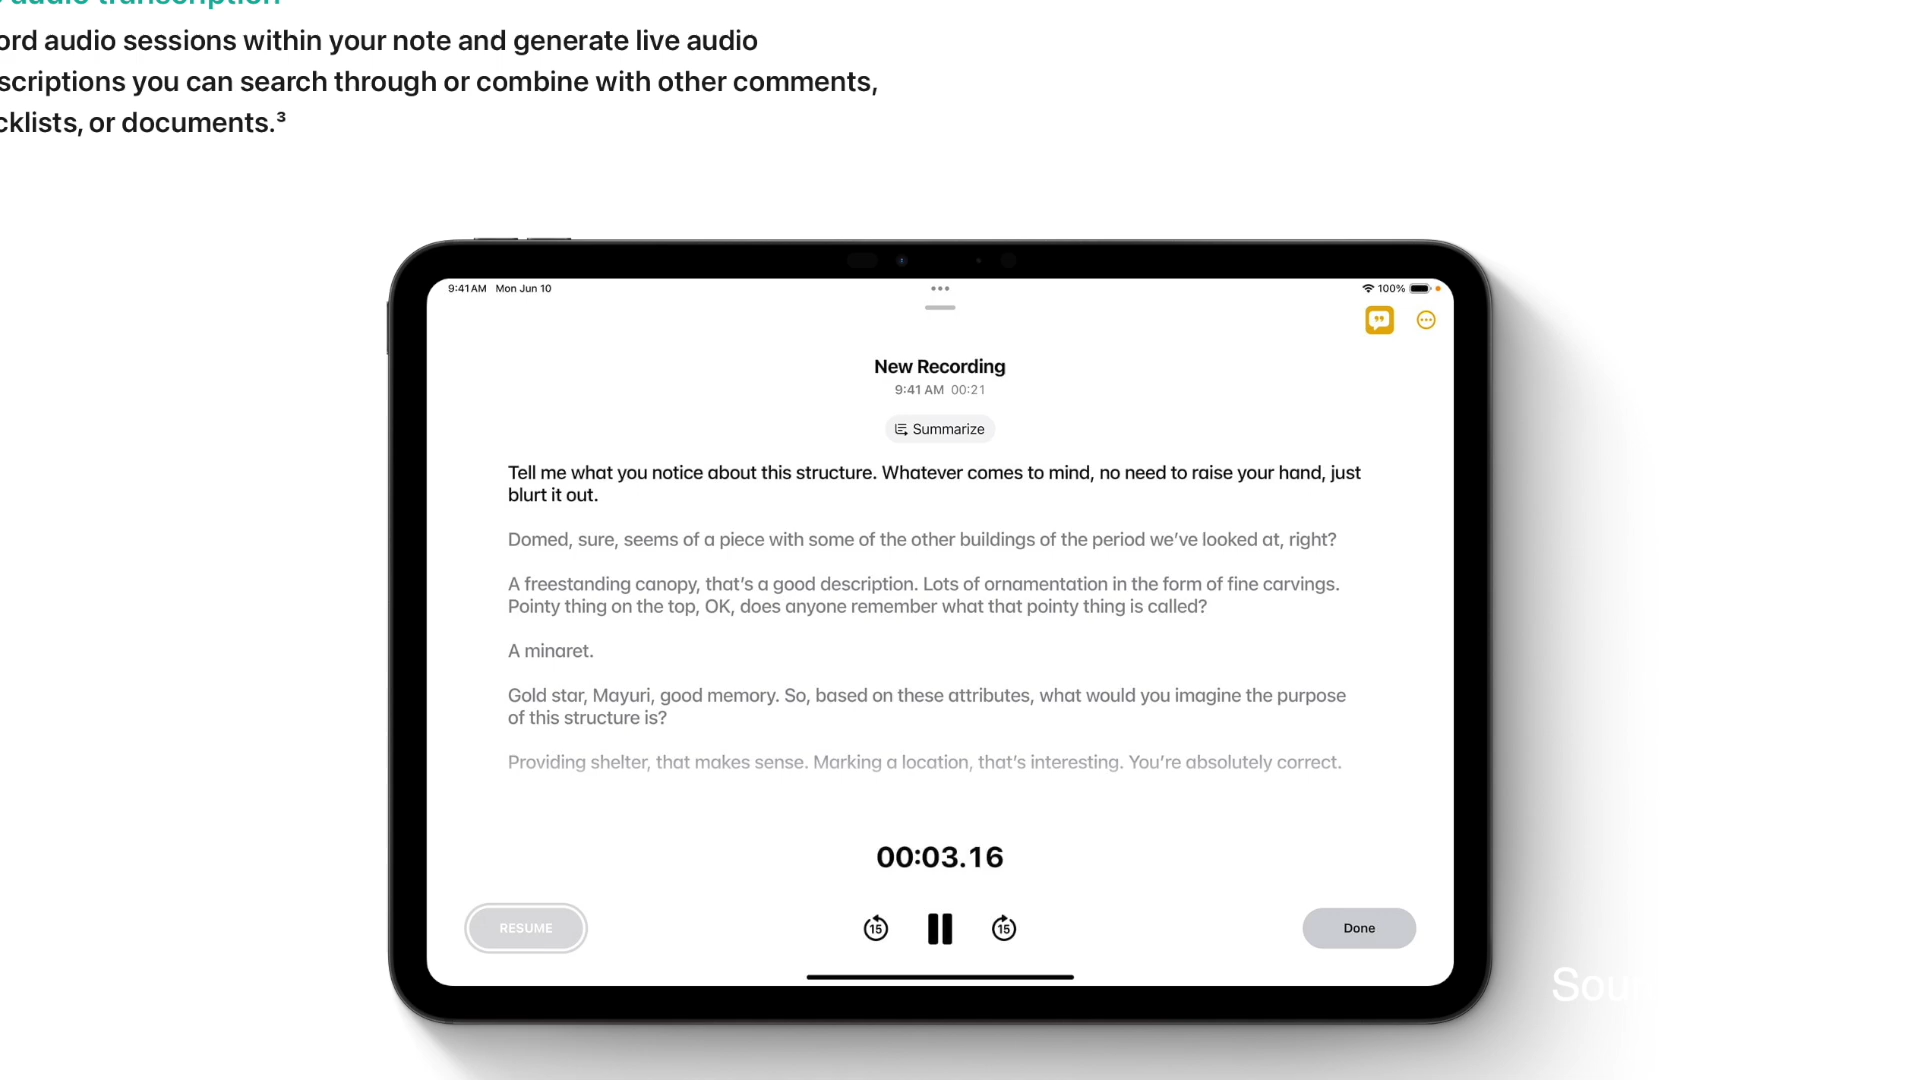 audio transcription
ord audio sessions within your note and generate live audio
scriptions you can search through or combine with other comments,
cklists, or documents.³
9:41 AM Mon Jun 10
100%
New Recording
9:41 AM 00:21
Summarize
Tell me what you notice about this structure. Whatever comes to mind, no need to raise your hand, just
blurt it out.
Domed, sure, seems of a piece with some of the other buildings of the period we’ve looked at, right?
A freestanding canopy, that’s a good description. Lots of ornamentation in the form of fine carvings.
Pointy thing on the top, OK, does anyone remember what that pointy thing is called?
A minaret.
Gold star, Mayuri, good memory. So, based on these attributes, what would you imagine the purpose
of this structure is?
Providing shelter, that makes sense. Marking a location, that’s interesting. You’re absolutely correct.
00:03.16
RESUME
15
15
Done